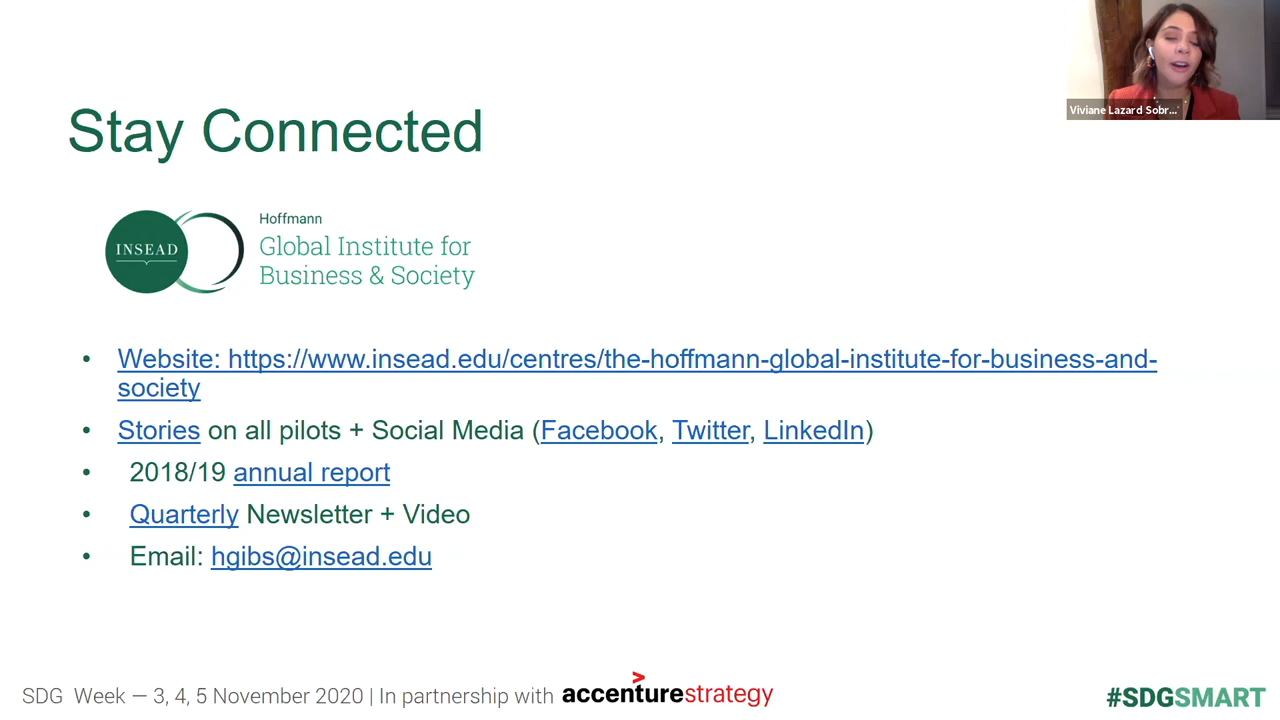 Viviane Lazard Sobr...
Stay Connected
INSEAD
Hoffmann
Global Institute for
Business & Society
• Website: https://www.insead.edu/centres/the-hoffmann-global-institute-for-business-and-
society
• Stories on all pilots + Social Media (Facebook, Twitter, LinkedIn)
• 2018/19 annual report
• Quarterly Newsletter + Video
• Email: hgibs@insead.edu
SDG Week — 3, 4, 5 November 2020 | In partnership with accenturestrategy
#SDGSMART